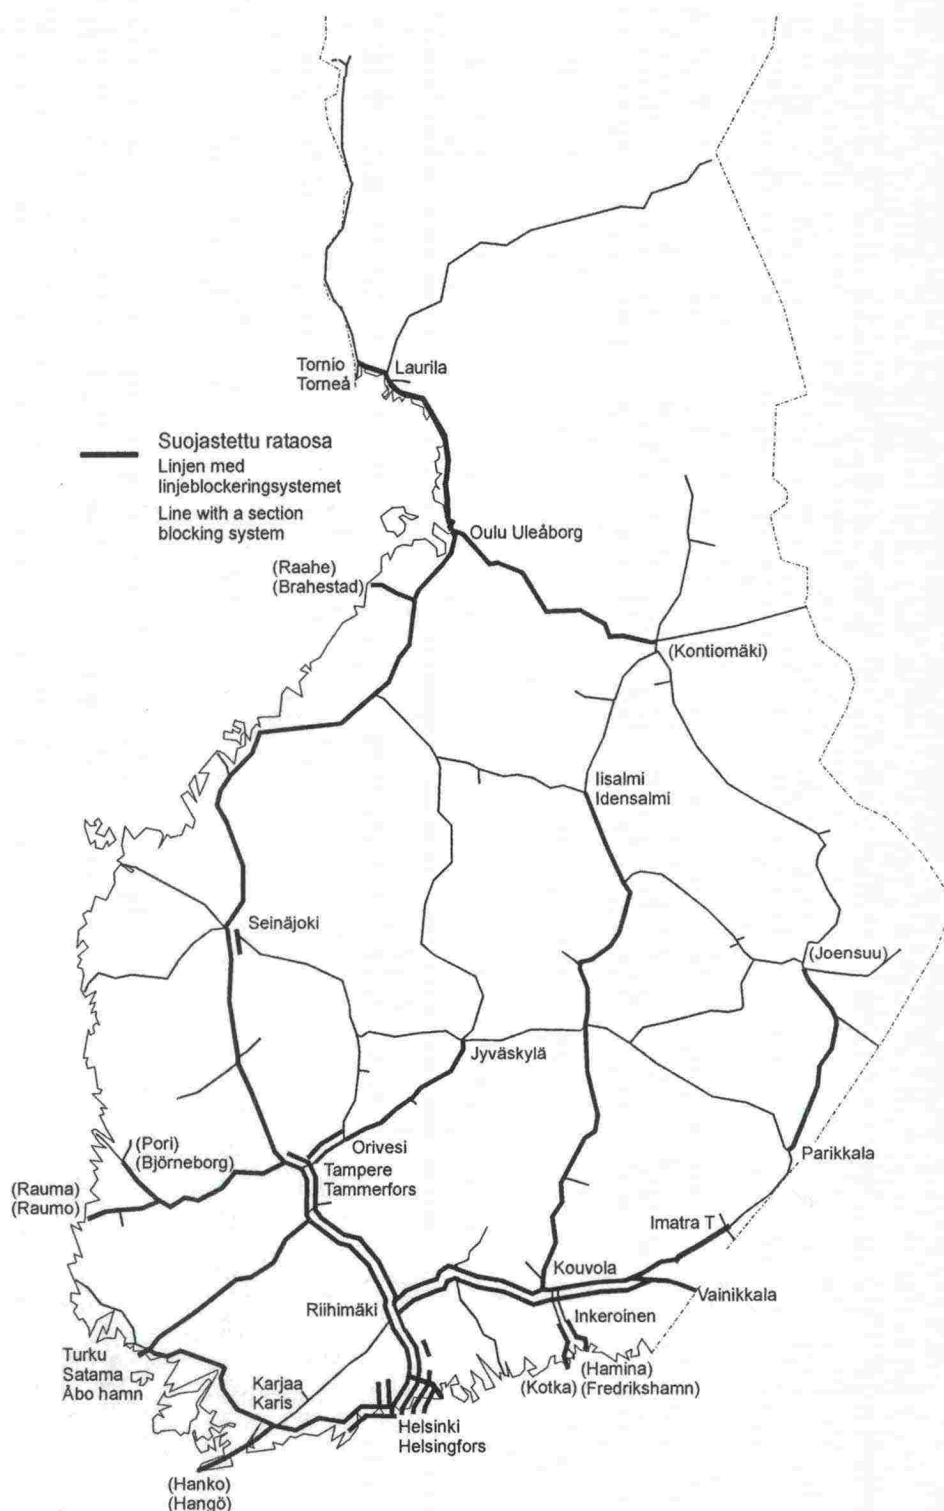 Tornio
Torneå
Laurila
Suojastettu rataosa
Linjen med
linjeblockeringsystemet
Line with a section
blocking system
Oulu Uleåborg
(Raahe)
(Brahestad)
(Kontiomäki)
Iisalmi
Idensalmi
Seinäjoki
(Joensuu)
Jyväskylä
(Pori)
(Björneborg)
Orivesi
Parikkala
Tampere
Tammerfors
(Rauma)
(Raumo)
Imatra T
Kouvola
Vainikkala
Riihimäki
Inkeroinen
Turku
Satama
Åbo hamn
(Hamina)
(Kotka) (Fredrikshamn)
Karjaa
Karis
Helsinki
Helsingfors
(Hanko)
(Hangö)